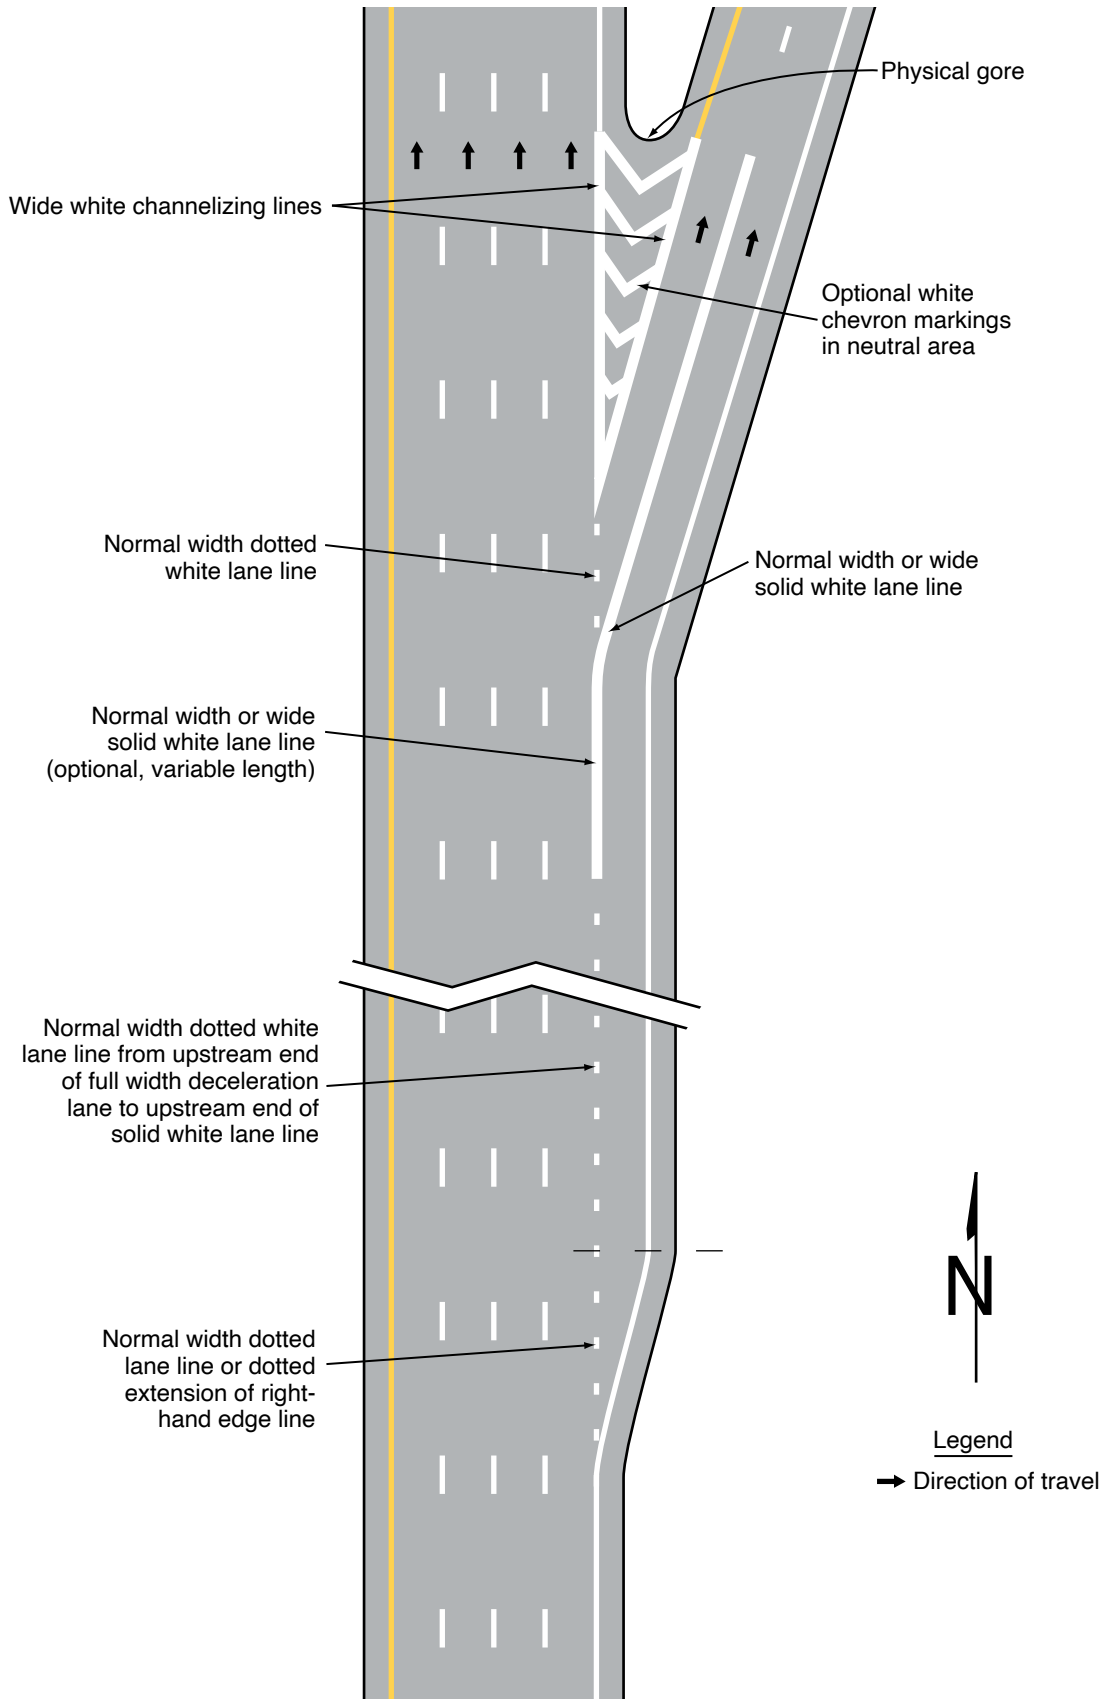 Physical gore
Wide white channelizing lines
Optional white
chevron markings
in neutral area
Normal width dotted
white lane line
Normal width or wide
solid white lane line
Normal width or wide
solid white lane line
(optional, variable length)
Normal width dotted white
lane line from upstream end
of full width deceleration
lane to upstream end of
solid white lane line
N
Normal width dotted
lane line or dotted
extension of right-
hand edge line
Legend
Direction of travel